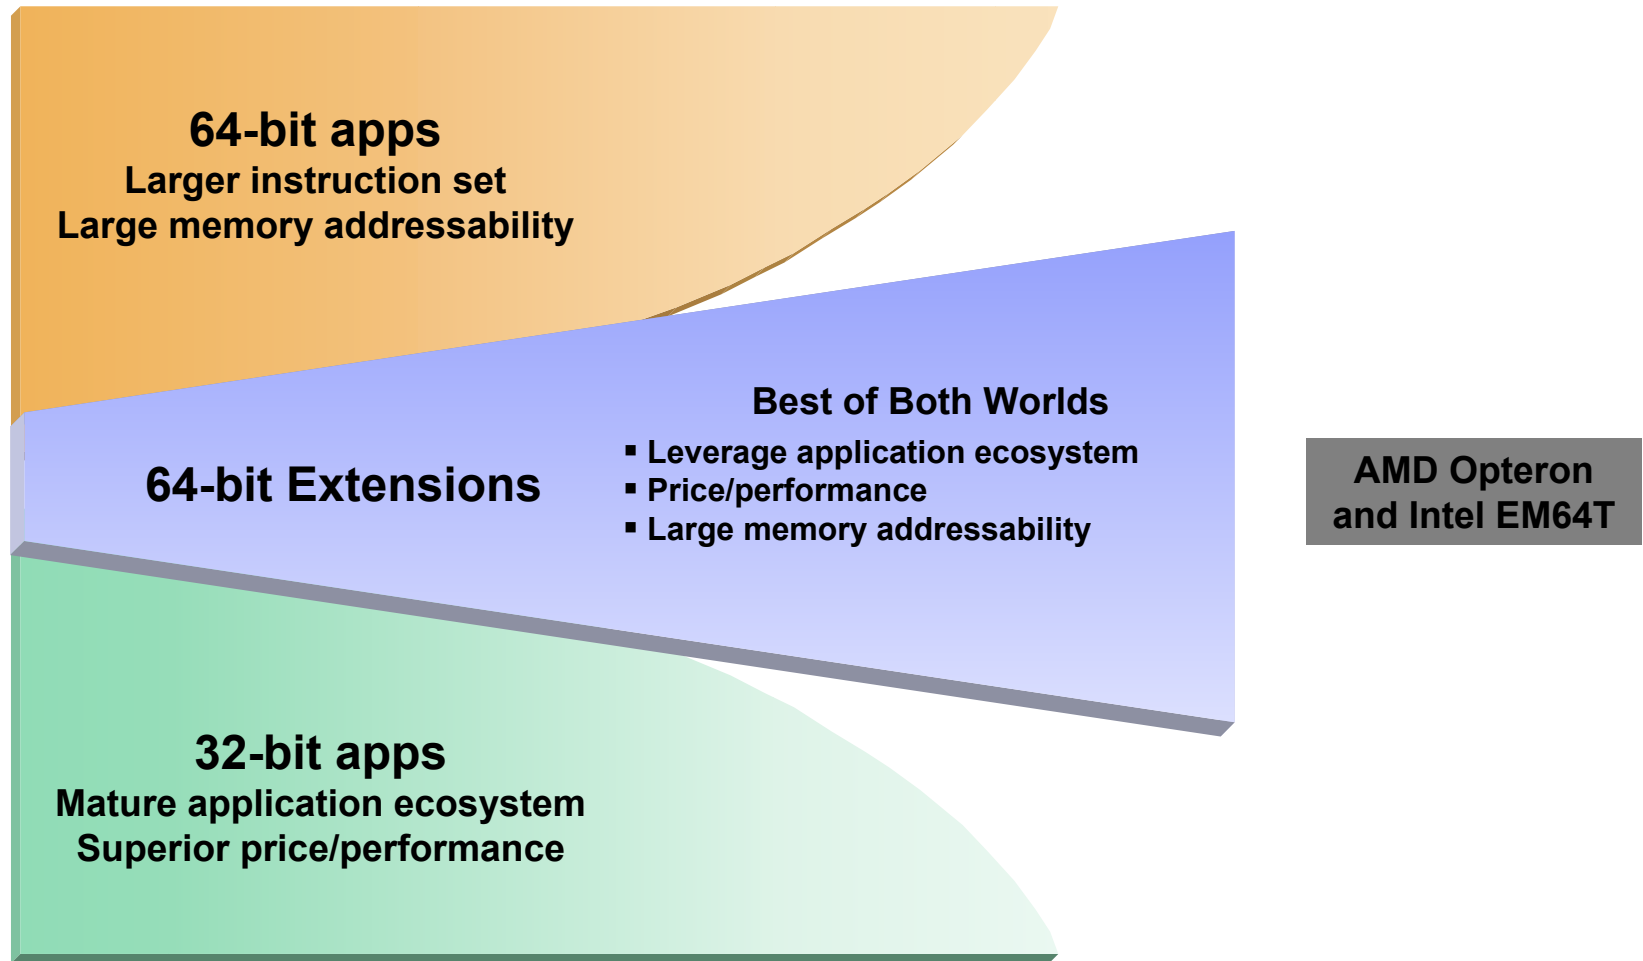 64-bit apps
Larger instruction set
Large memory addressability
Best of Both Worlds
64-bit Extensions
▪ Leverage application ecosystem
▪ Price/performance
▪ Large memory addressability
AMD Opteron
and Intel EM64T
32-bit apps
Mature application ecosystem
Superior price/performance